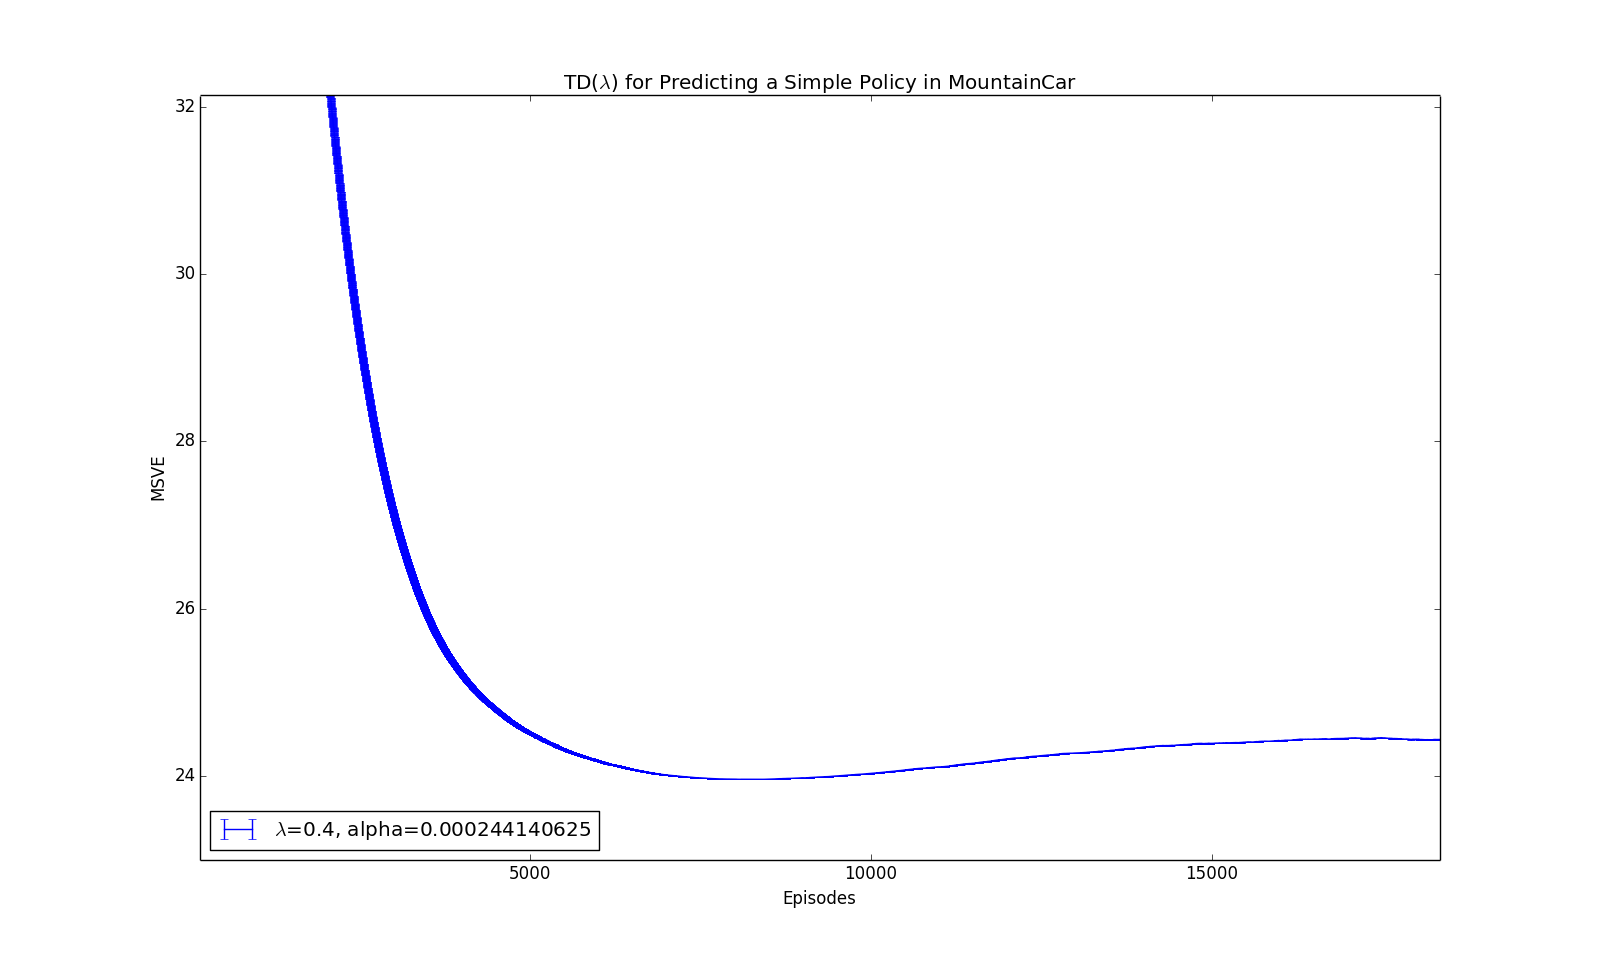 TD(λ) for Predicting a Simple Policy in MountainCar
32
30
28
26
24
MSVE
λ=0.4, alpha=0.000244140625
5000 10000 15000
Episodes